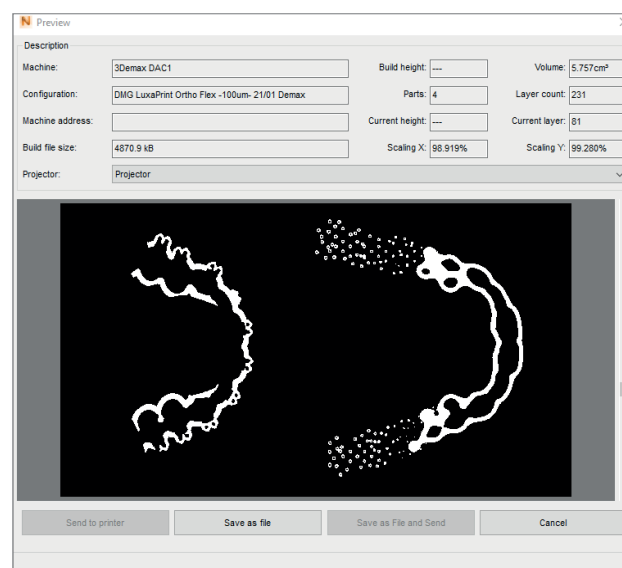 Preview
Description
Machine: 3Demax DAC1 Build height: --- Volume: 5.757cm³
Configuration: DMG LuxaPrint Ortho Flex -100um- 21/01 Demax Parts: 4 Layer count: 231
Machine address: Current height: --- Current layer: 81
Build file size: 4870.9 kB Scaling X: 98.919% Scaling Y: 99.280%
Projector: Projector
Send to printer Save as file Save as File and Send Cancel